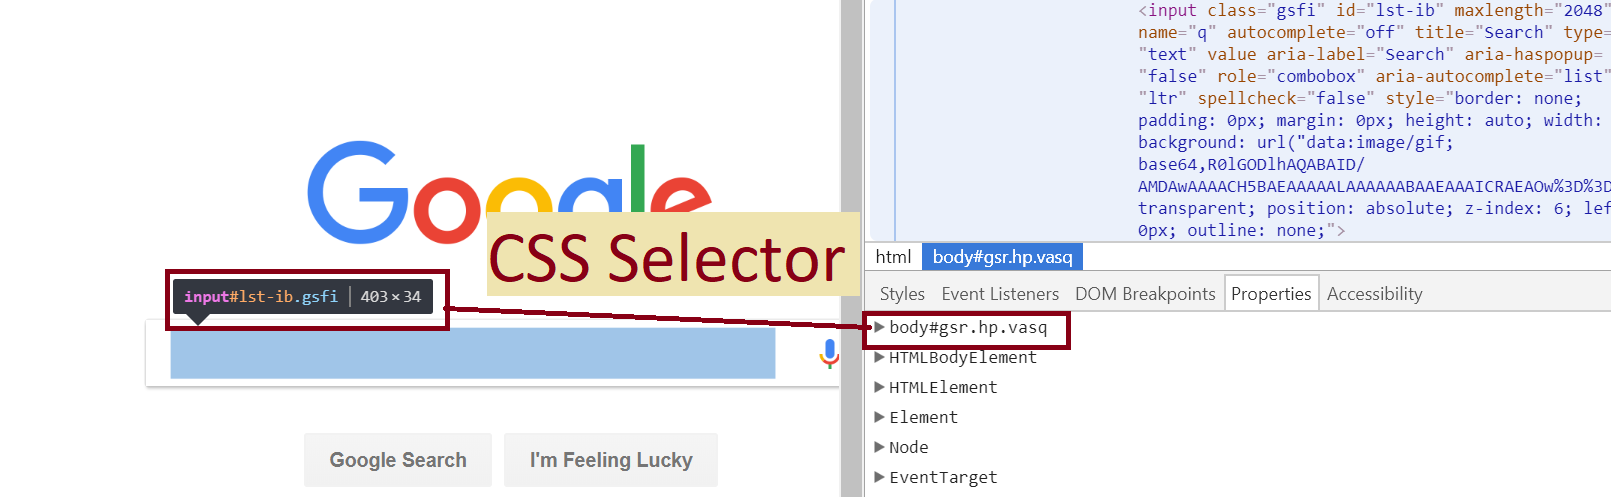 Google
CSS Selector
input#lst-ib.gsfi | 403 × 34
Google Search
I'm Feeling Lucky
<input class="gsfi" id="lst-ib" maxlength="2048"
name="q" autocomplete="off" title="Search" type=
"text" value aria-label="Search" aria-haspopup=
"false" role="combobox" aria-autocomplete="list"
"ltr" spellcheck="false" style="border: none;
padding: 0px; margin: 0px; height: auto; width:
background: url("data:image/gif;
base64,R0lGODlhAQABAID/
AMDAwAAAACH5BAEAAAAALAAAAAABAAEAAAICRAEAOw%3D%3D
transparent; position: absolute; z-index: 6; lef
0px; outline: none;">
html body#gsr.hp.vasq
Styles Event Listeners DOM Breakpoints Properties Accessibility
▶ body#gsr.hp.vasq
▶ HTMLBodyElement
▶ HTMLElement
▶ Element
▶ Node
▶ EventTarget